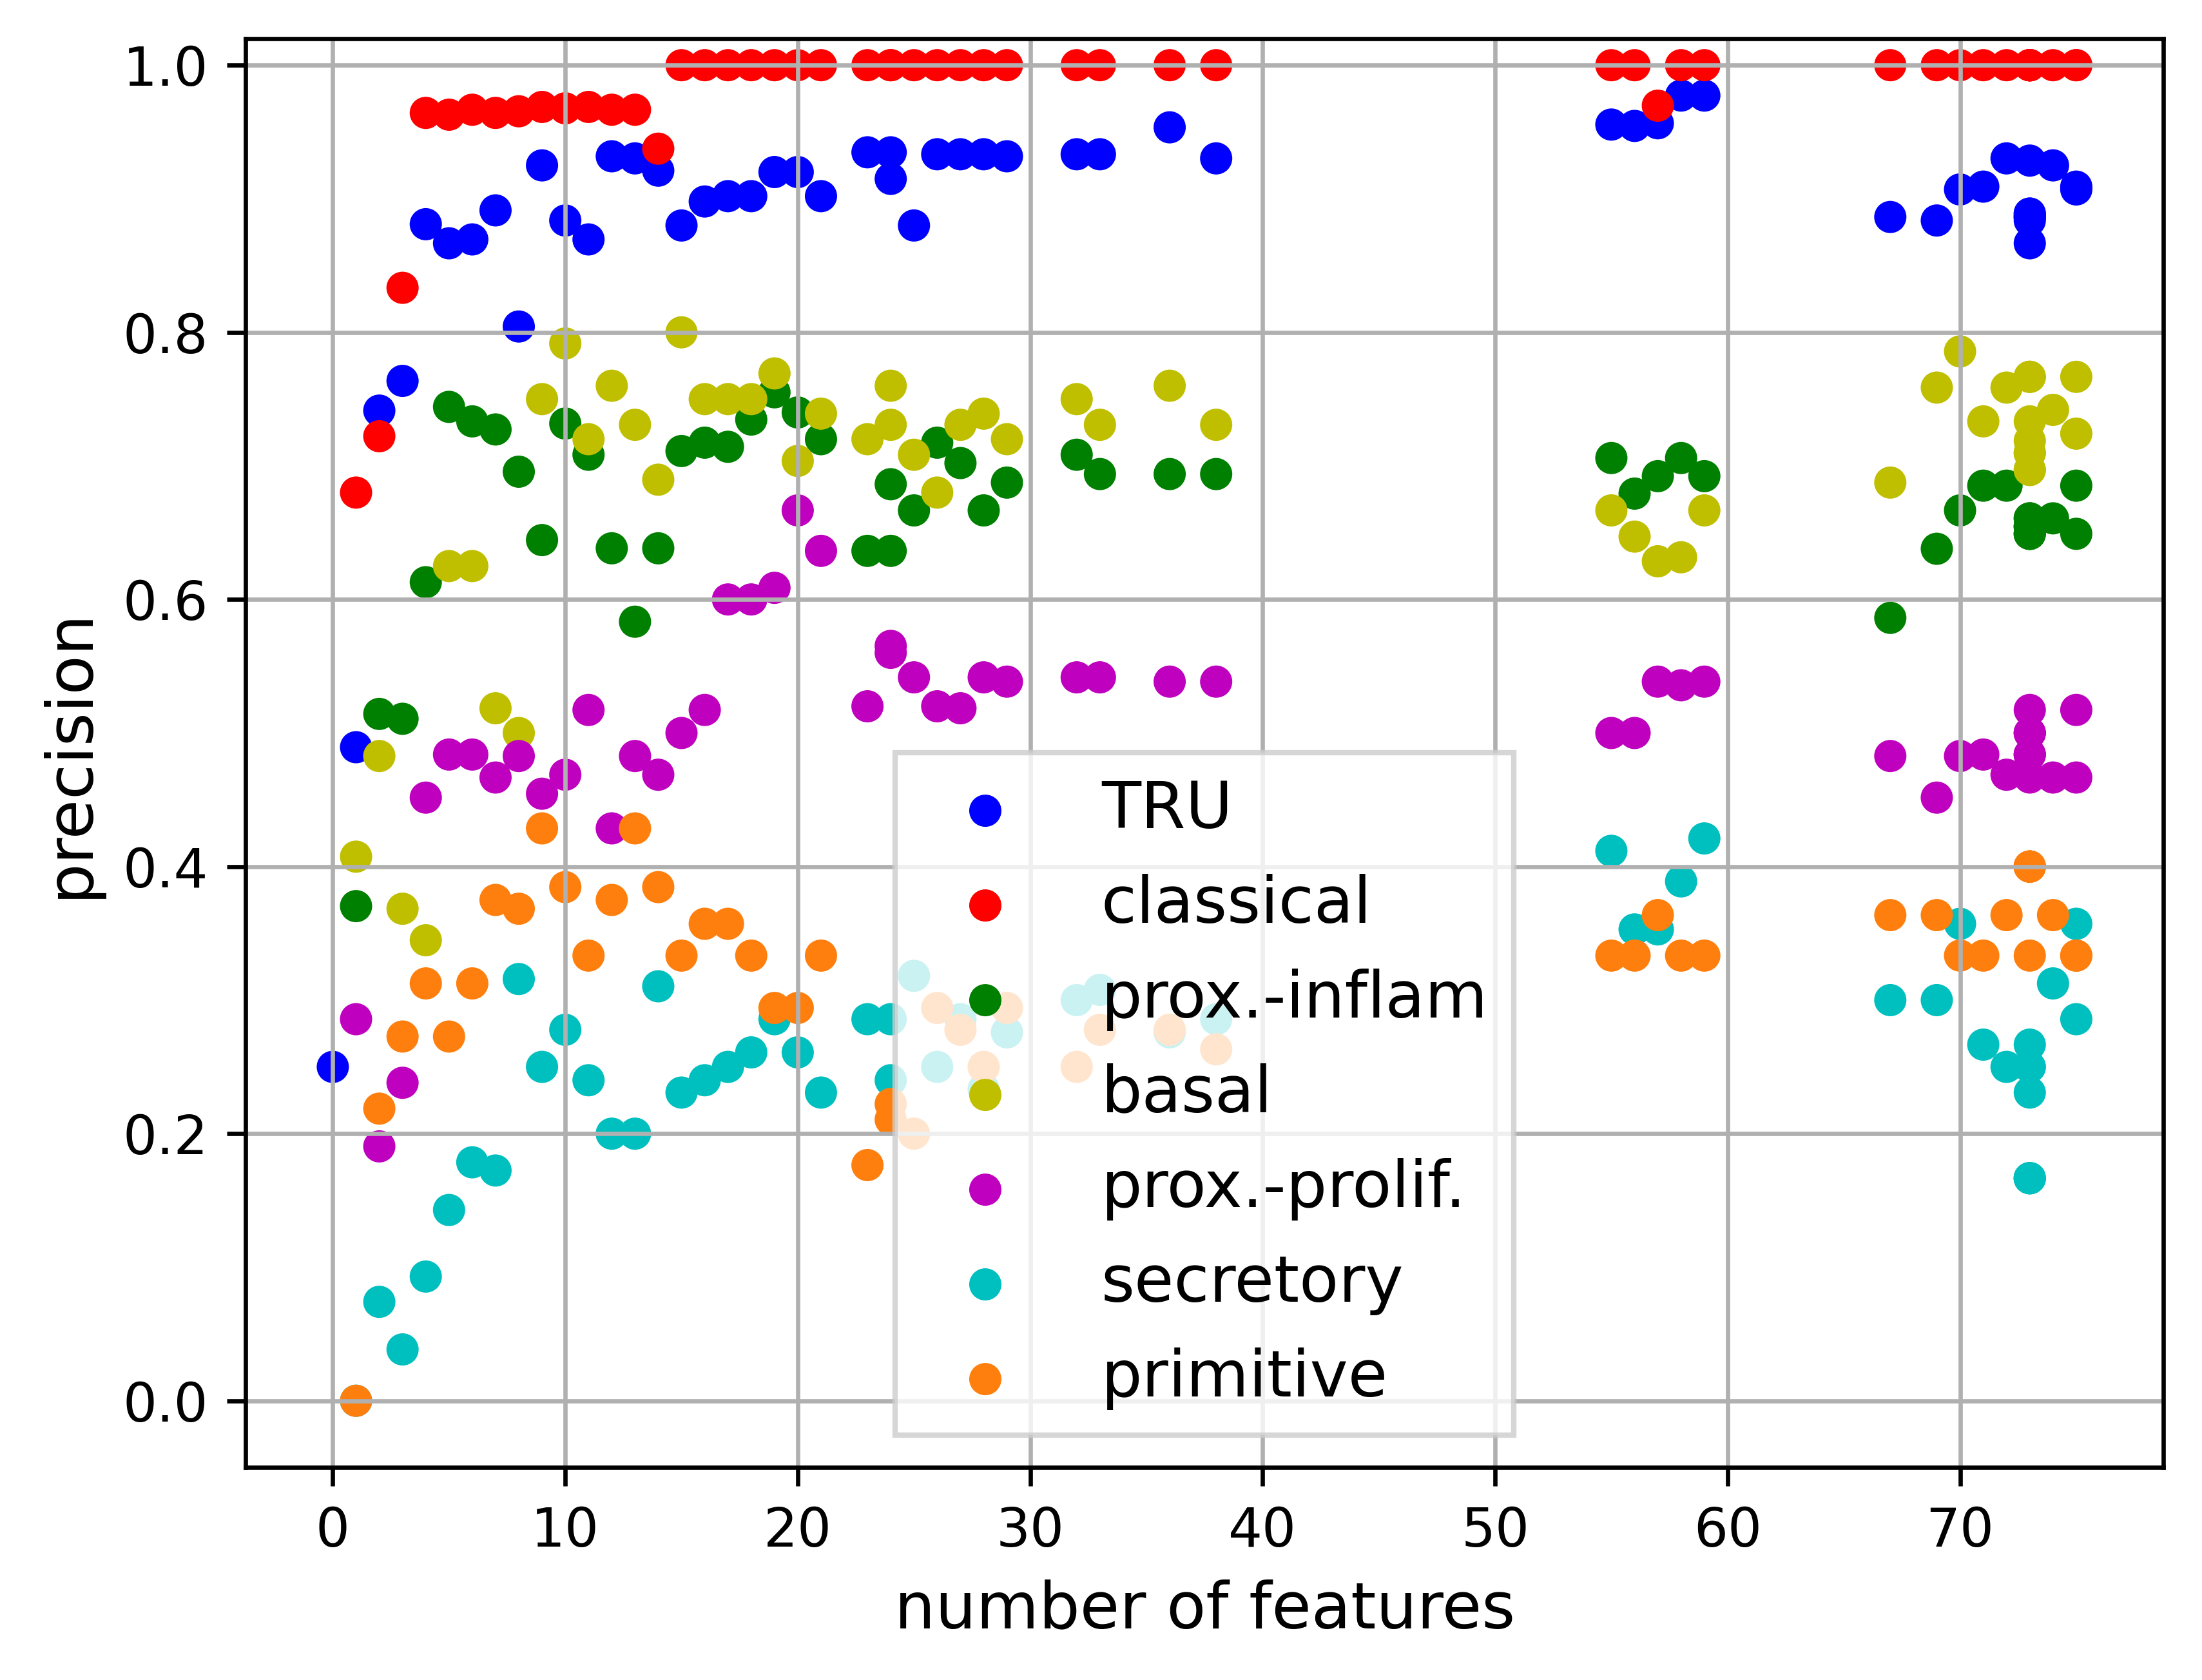 1.0
0.8
0.6
0.4
0.2
0.0
precision
TRU
classical
prox.-inflam
basal
prox.-prolif.
secretory
primitive
0 10 20 30 40 50 60 70
number of features